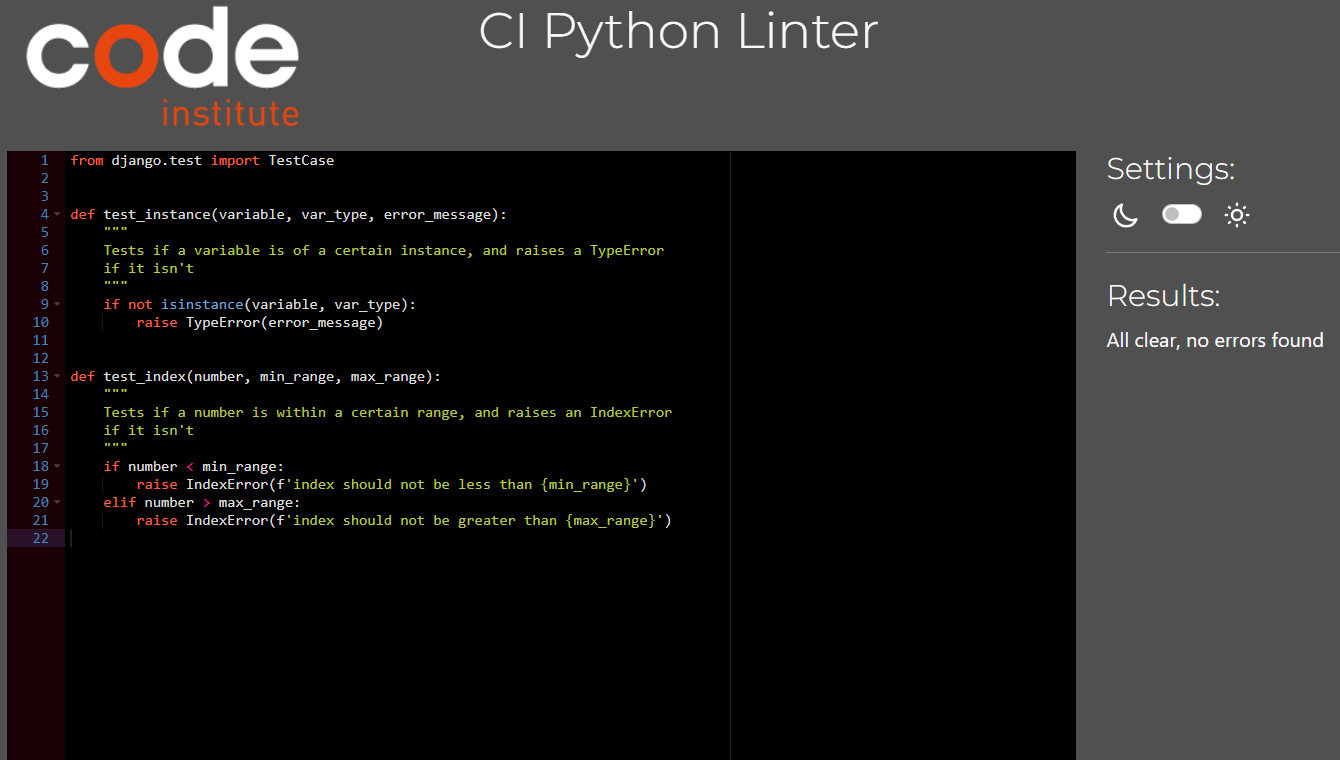 code
institute
CI Python Linter
1 from django.test import TestCase
2
3
4 def test_instance(variable, var_type, error_message):
5     """
6     Tests if a variable is of a certain instance, and raises a TypeError
7     if it isn't
8     """
9     if not isinstance(variable, var_type):
10         raise TypeError(error_message)
11
12
13 def test_index(number, min_range, max_range):
14     """
15     Tests if a number is within a certain range, and raises an IndexError
16     if it isn't
17     """
18     if number < min_range:
19         raise IndexError(f'index should not be less than {min_range}')
20     elif number > max_range:
21         raise IndexError(f'index should not be greater than {max_range}')
22
Settings:
Results:
All clear, no errors found